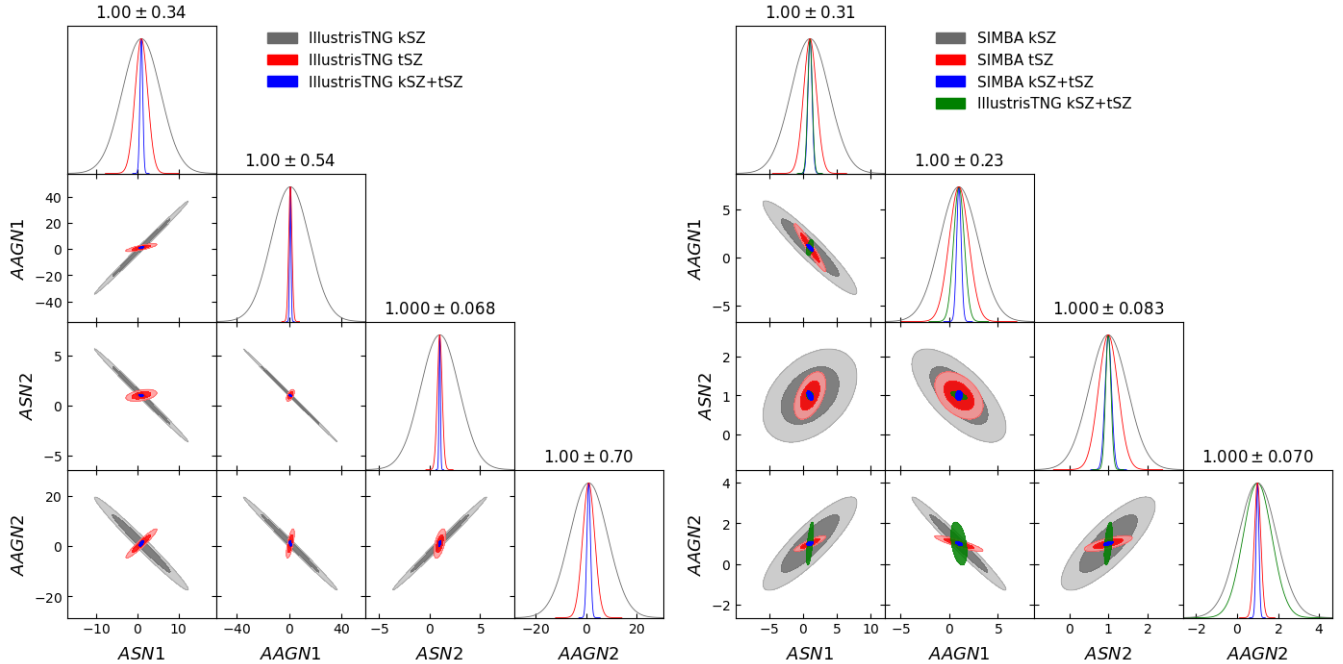 1.00 ± 0.34
IllustrisTNG kSZ
IllustrisTNG tSZ
IllustrisTNG kSZ+tSZ
1.00 ± 0.54
AAGN1
40
20
0
−20
−40
1.000 ± 0.068
ASN2
5
0
−5
1.00 ± 0.70
AAGN2
20
0
−20
−10 0 10
ASN1
−40 0 40
AAGN1
−5 0 5
ASN2
−20 0 20
AAGN2
1.00 ± 0.31
SIMBA kSZ
SIMBA tSZ
SIMBA kSZ+tSZ
IllustrisTNG kSZ+tSZ
1.00 ± 0.23
AAGN1
5
0
−5
1.000 ± 0.083
ASN2
2
1
0
1.000 ± 0.070
AAGN2
4
2
0
−2
−5 0 5 10
ASN1
−5 0 5
AAGN1
0 1 2
ASN2
−2 0 2 4
AAGN2